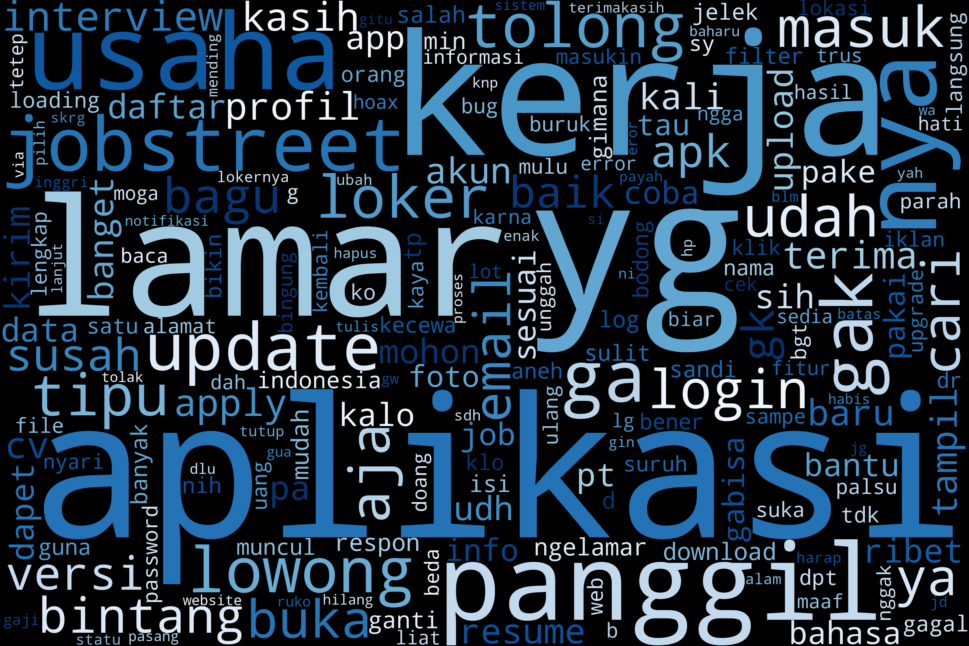 interview
kasih
gitu
salah
sistem
terimakasih
jelek
lokasi
masuk
usaha
app
min
tolong
baharu
sy
informasi
masukin
filter
trus
tetep
mending
orang
kerja
langsung
loading
daftar
profil
hoax
knp
bug
gimana
kali
upload
hasil
nya
skrg
jobstreet
buruk
tau
ngga
wa
hati
via
pilih
akun
mulu
error
error
apk
pake
yah
inggri
lokernya
ubah
payah
moga
bagu
g
loker
baik
coba
blm
parah
lengkap
lanjut
banget
notifikasi
karna
si
udah
kirim
lamar
enak
yg
hp
klik
iklan
baca
bikin
bingung
kembali
hapus
kayatp
bodong
terima
ko
proses
lot
unggah
ni
nama
cek
sih
gak
pakai
upgrade
cari
data
satu
alamat
tulis
kecewa
email
sesuai
log
biar
gk
bgt
sedia
batas
susah
update
mohon
sulit
sandi
fitur
tolak
dah
indonesia
gw
foto
aneh
ga
login
habis
tampil
dr
tipu
apply
kalo
sdh
job
ulang
lg
bener
sampe
baru
file
mudah
aja
tutup
gin
jg
cv
aplikasi
nyari
banyak
dlu
gua
klo
pt
suruh
gabisa
bantu
nih
uang
pa
doang
isi
d
palsu
dapet
password
udh
suka
tdk
guna
muncul
respon
info
ngelamar
download
harap
ribet
versi
lowong
beda
panggil
web
alam
dpt
nggak
ya
website
ruko
hilang
maaf
jd
gaji
bintang
buka
ganti
resume
b
bahasa
gagal
statu
pasang
liat